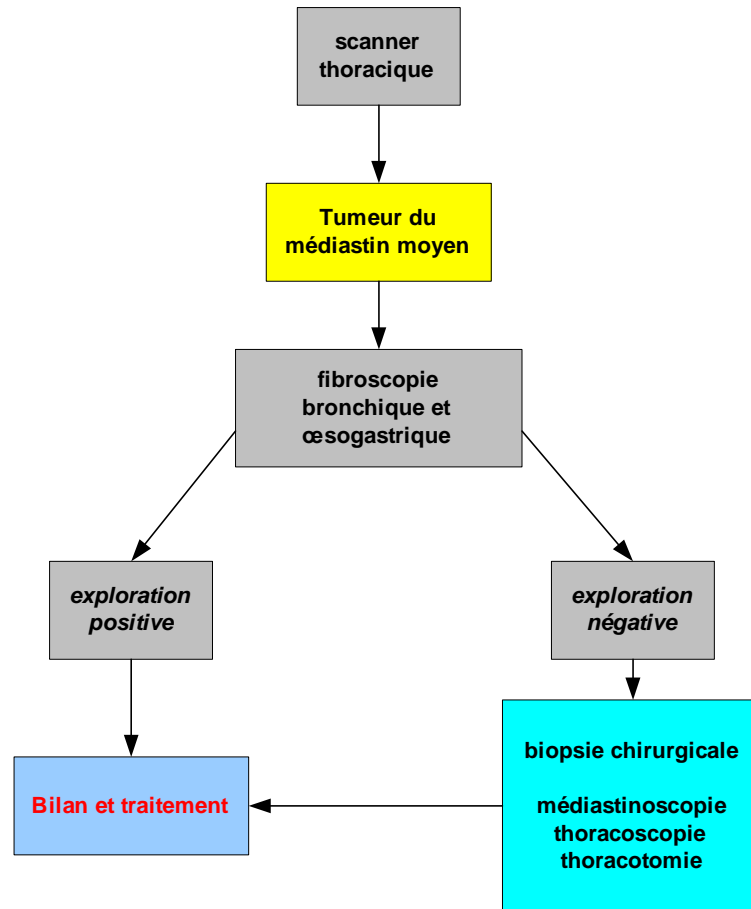 scanner
thoracique
Tumeur du
médiastin moyen
fibroscopie
bronchique et
œsogastrique
exploration
positive
exploration
négative
Bilan et traitement
biopsie chirurgicale
médiastinoscopie
thoracoscopie
thoracotomie